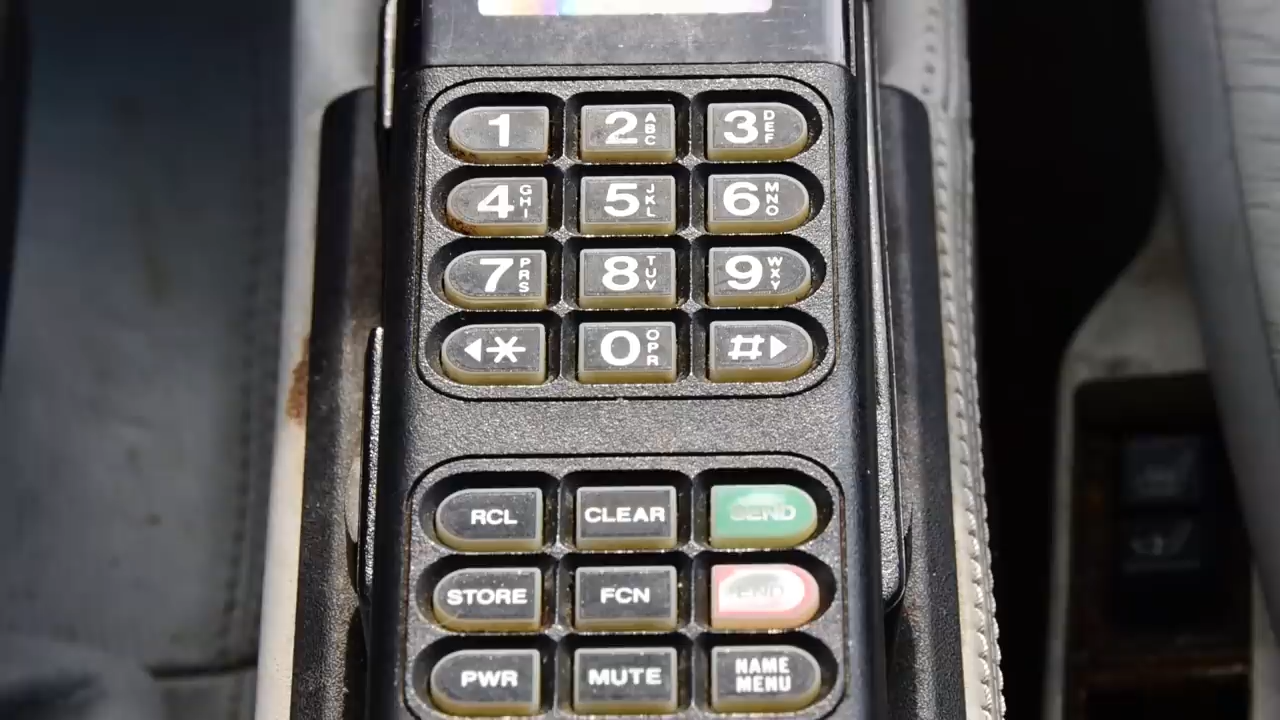 1 2 ABC 3 DEF
4 GHI 5 JKL 6 MNO
7 PRS 8 TUV 9 WXY
◀* 0 OPR #▶
RCL CLEAR SEND
STORE FCN END
PWR MUTE NAME MENU